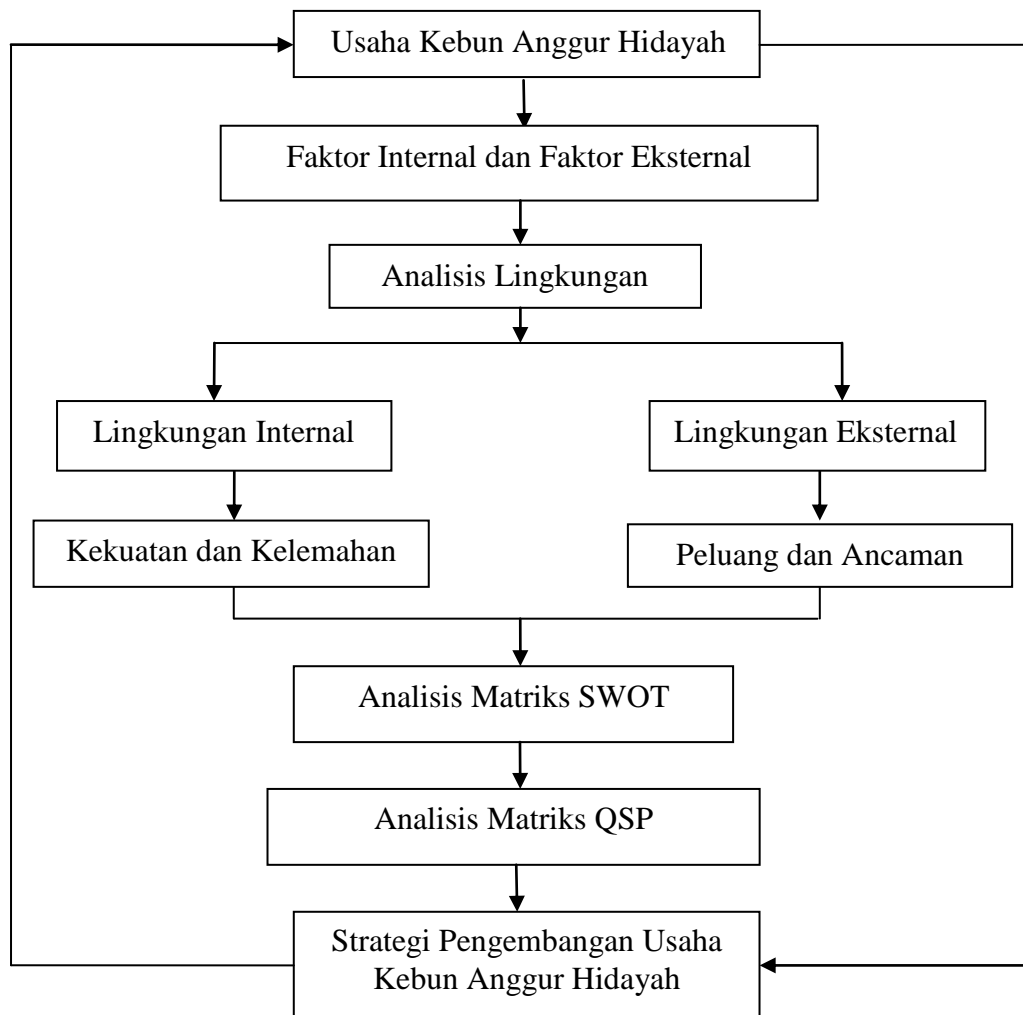 Usaha Kebun Anggur Hidayah
Faktor Internal dan Faktor Eksternal
Analisis Lingkungan
Lingkungan Internal
Lingkungan Eksternal
Kekuatan dan Kelemahan
Peluang dan Ancaman
Analisis Matriks SWOT
Analisis Matriks QSP
Strategi Pengembangan Usaha
Kebun Anggur Hidayah